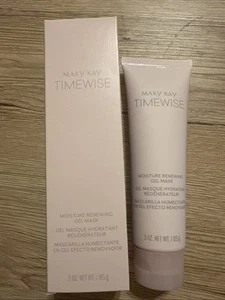 MARY KAY
TIMEWISE
MOISTURE RENEWING
GEL MASK
GEL MASQUE HYDRATANT
RÉGÉNÉRATEUR
MASCARILLA HUMECTANTE
EN GEL EFECTO RENOVADOR
3 OZ. NET WT. / 85 g
MARY KAY
TIMEWISE
MOISTURE RENEWING
GEL MASK
GEL MASQUE HYDRATANT
RÉGÉNÉRATEUR
MASCARILLA HUMECTANTE
EN GEL EFECTO RENOVADOR
3 OZ. NET WT. / 85 g